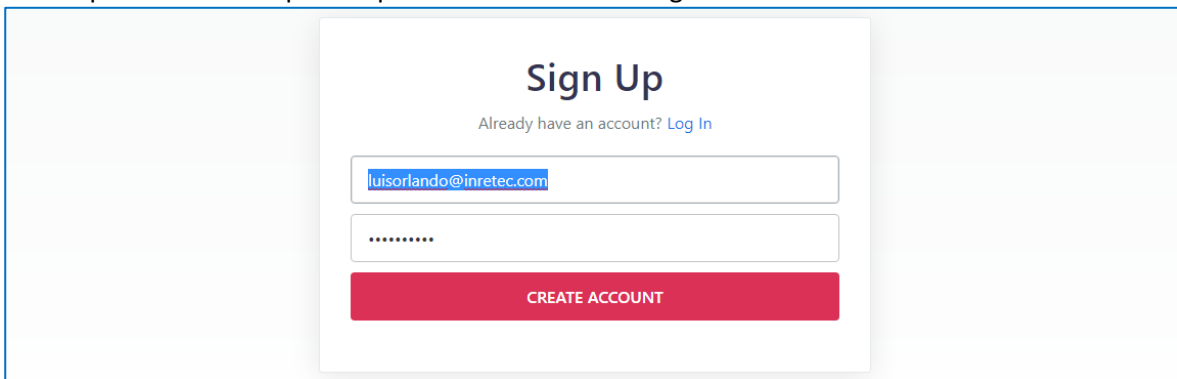 Sign Up
Already have an account? Log In
luisorlando@inretec.com
••••••••••
CREATE ACCOUNT